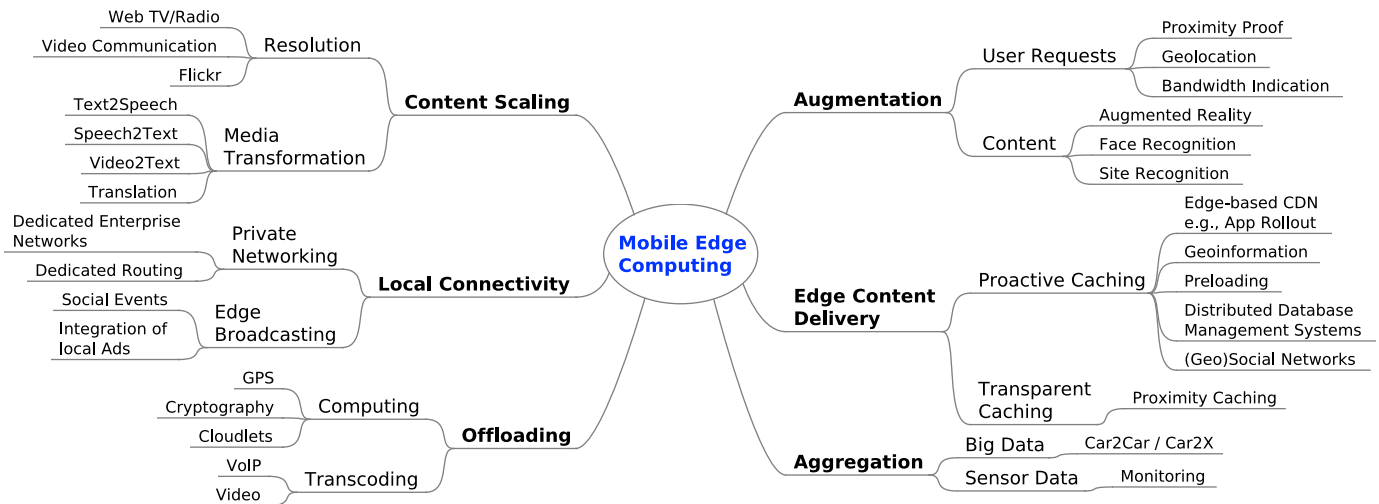 Mobile Edge
Computing
Content Scaling
Resolution
Web TV/Radio
Video Communication
Flickr
Media
Transformation
Text2Speech
Speech2Text
Video2Text
Translation
Local Connectivity
Private
Networking
Dedicated Enterprise
Networks
Dedicated Routing
Edge
Broadcasting
Social Events
Integration of
local Ads
Offloading
Computing
GPS
Cryptography
Cloudlets
Transcoding
VoIP
Video
Augmentation
User Requests
Proximity Proof
Geolocation
Bandwidth Indication
Content
Augmented Reality
Face Recognition
Site Recognition
Edge Content
Delivery
Proactive Caching
Edge-based CDN
e.g., App Rollout
Geoinformation
Preloading
Distributed Database
Management Systems
(Geo)Social Networks
Transparent
Caching
Proximity Caching
Aggregation
Big Data
Car2Car / Car2X
Sensor Data
Monitoring